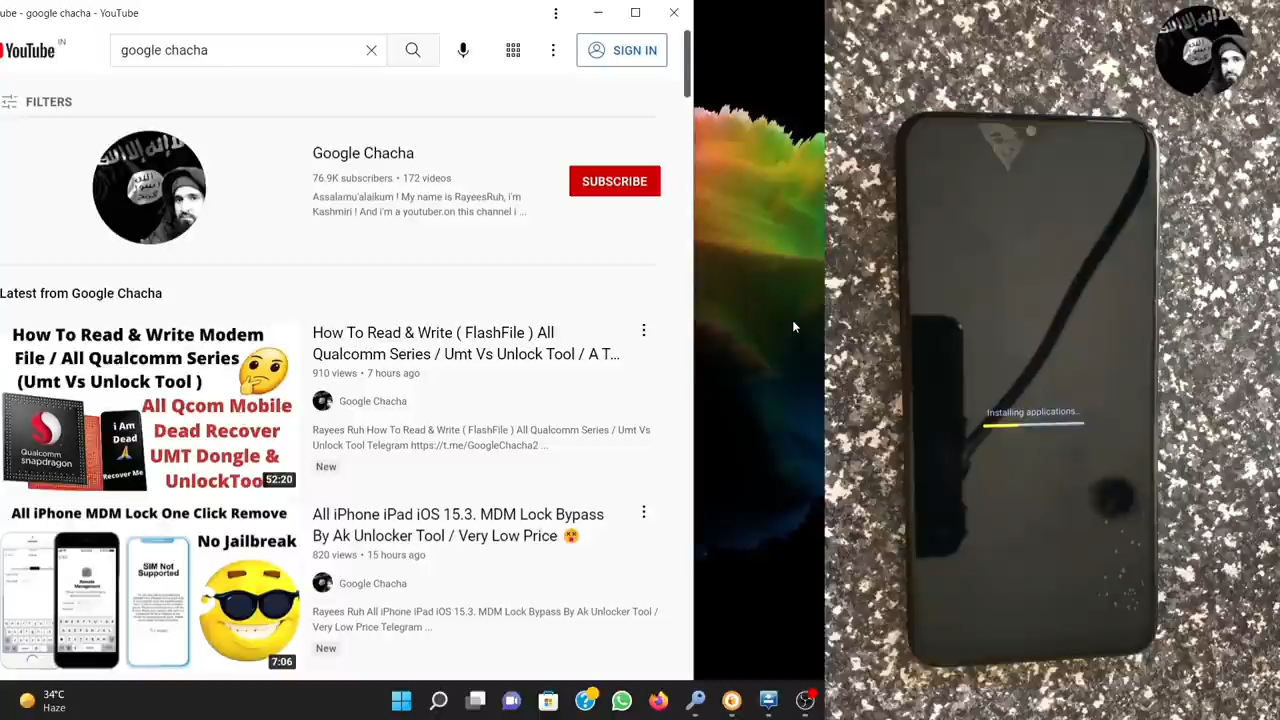 ube - google chacha - YouTube
YouTube IN
google chacha
SIGN IN
FILTERS
Google Chacha
76.9K subscribers • 172 videos
SUBSCRIBE
Assalamu'alaikum ! My name is RayeesRuh, i'm
Kashmiri ! And i'm a youtuber.on this channel i ...
Latest from Google Chacha
How To Read & Write Modem
File / All Qualcomm Series
(Umt Vs Unlock Tool )
All Qcom Mobile
Dead Recover
UMT Dongle &
UnlockToo
Qualcomm
snapdragon
i Am
Dead
Recover Me
52:20
How To Read & Write ( FlashFile ) All
Qualcomm Series / Umt Vs Unlock Tool / A T...
910 views • 7 hours ago
Google Chacha
Rayees Ruh How To Read & Write ( FlashFile ) All Qualcomm Series / Umt Vs
Unlock Tool Telegram https://t.me/GoogleChacha2 ...
New
All iPhone MDM Lock One Click Remove
No Jailbreak
SIM Not
Supported
7:06
All iPhone iPad iOS 15.3. MDM Lock Bypass
By Ak Unlocker Tool / Very Low Price
820 views • 15 hours ago
Google Chacha
Rayees Ruh All iPhone iPad iOS 15.3. MDM Lock Bypass By Ak Unlocker Tool /
Very Low Price Telegram ...
New
Installing applications..
34°C
Haze